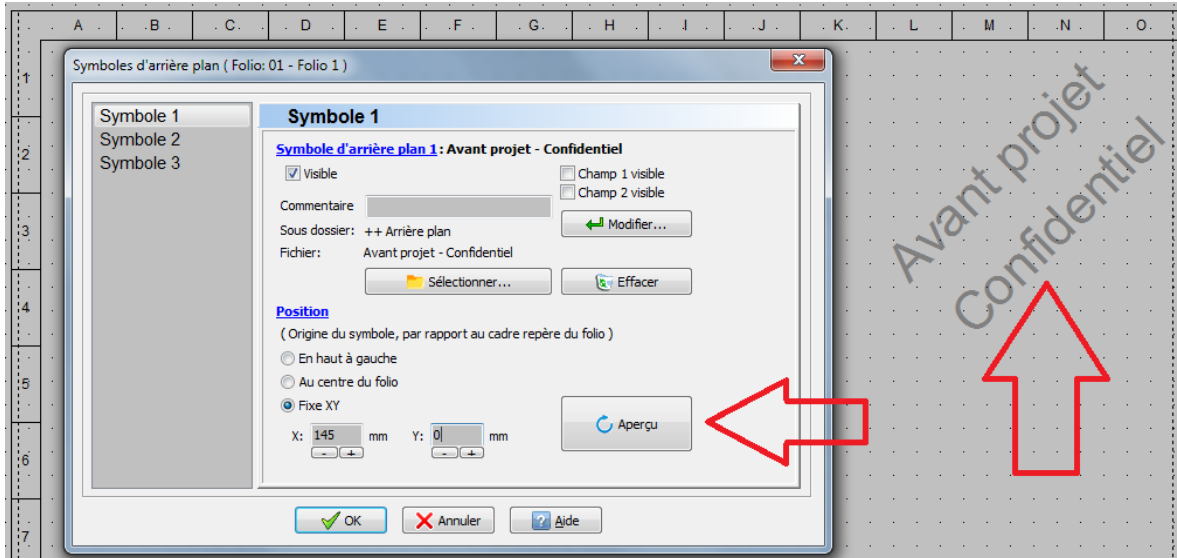 A B C D E F G H I J K L M N O
Symboles d'arrière plan ( Folio: 01 - Folio 1 )
x
1
2
3
4
5
6
7
Symbole 1
Symbole 2
Symbole 3
Symbole 1
Symbole d'arrière plan 1 : Avant projet - Confidentiel
Visible
Champ 1 visible
Champ 2 visible
Commentaire
Modifier...
Sous dossier: ++ Arrière plan
Fichier: Avant projet - Confidentiel
Sélectionner...
Effacer
Position
( Origine du symbole, par rapport au cadre repère du folio )
En haut à gauche
Au centre du folio
Fixe XY
X: 145 mm Y: 0 mm
- + - +
Aperçu
OK
Annuler
? Aide
Avant projet
Confidentiel